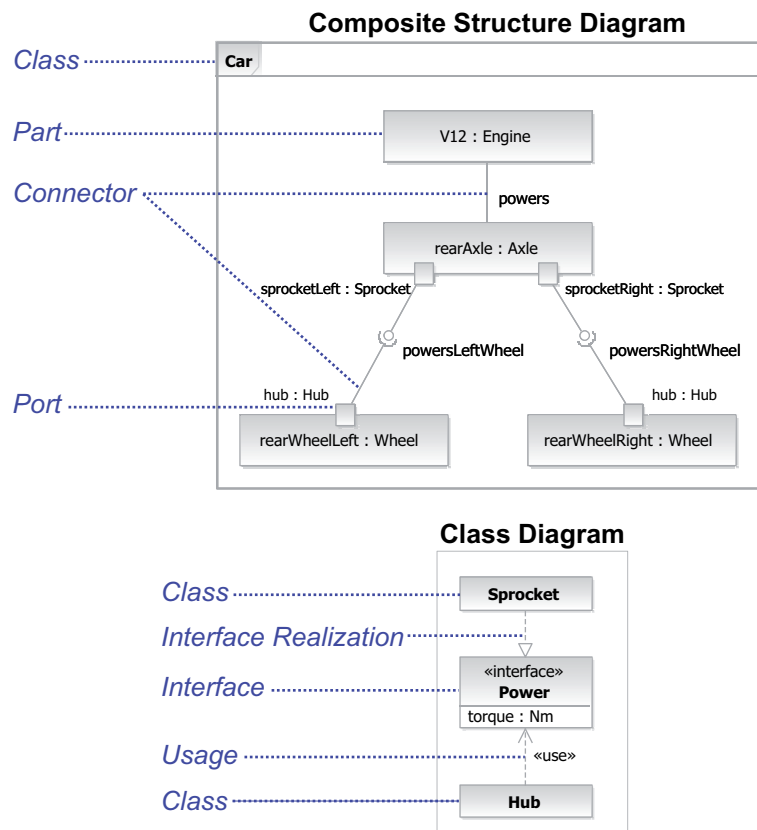 Composite Structure Diagram
Class
Car
Part
V12 : Engine
Connector
powers
rearAxle : Axle
sprocketLeft : Sprocket
sprocketRight : Sprocket
powersLeftWheel
powersRightWheel
Port
hub : Hub
hub : Hub
rearWheelLeft : Wheel
rearWheelRight : Wheel
Class Diagram
Class
Sprocket
Interface Realization
«interface»
Interface
Power
torque : Nm
Usage
«use»
Class
Hub